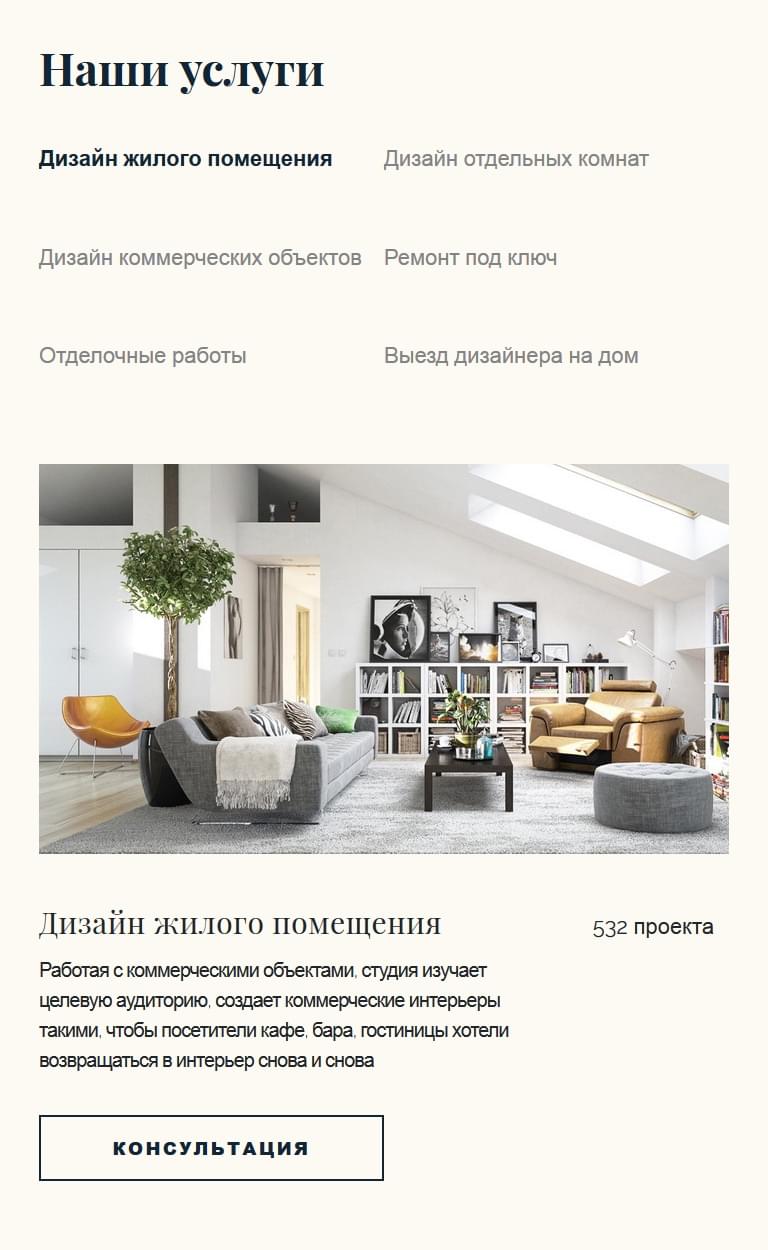 Наши услуги
Дизайн жилого помещения
Дизайн отдельных комнат
Дизайн коммерческих объектов
Ремонт под ключ
Отделочные работы
Выезд дизайнера на дом
Дизайн жилого помещения
532 проекта
Работая с коммерческими объектами, студия изучает
целевую аудиторию, создает коммерческие интерьеры
такими, чтобы посетители кафе, бара, гостиницы хотели
возвращаться в интерьер снова и снова
КОНСУЛЬТАЦИЯ